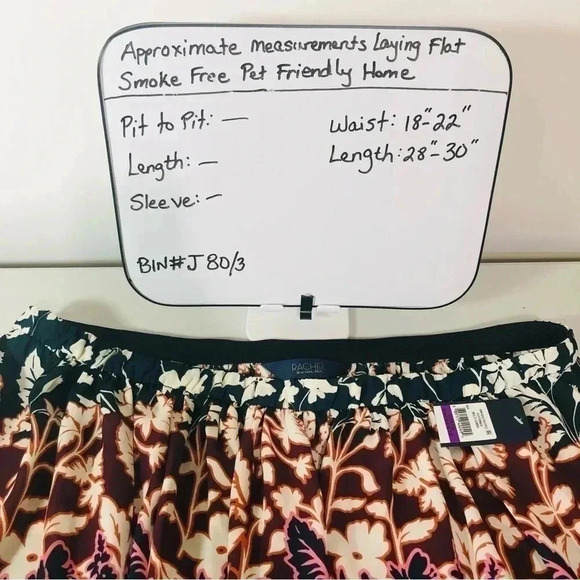 Approximate Measurements Laying Flat
Smoke Free Pet Friendly Home
Pit to Pit: —
Length: —
Sleeve: —
Waist: 18"-22"
Length: 28"-30"
BIN#J 80/3
RACHEL